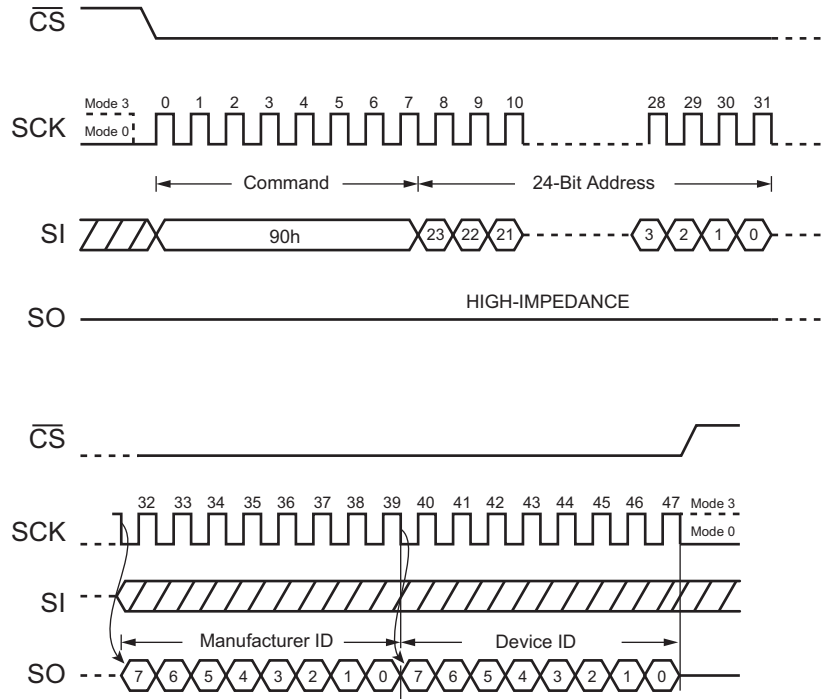 CS
Mode 3 0 1 2 3 4 5 6 7 8 9 10 28 29 30 31
SCK
Mode 0
Command 24-Bit Address
SI 90h 23 22 21 3 2 1 0
HIGH-IMPEDANCE
SO
CS
32 33 34 35 36 37 38 39 40 41 42 43 44 45 46 47 Mode 3
SCK Mode 0
SI
Manufacturer ID Device ID
SO 7 6 5 4 3 2 1 0 7 6 5 4 3 2 1 0